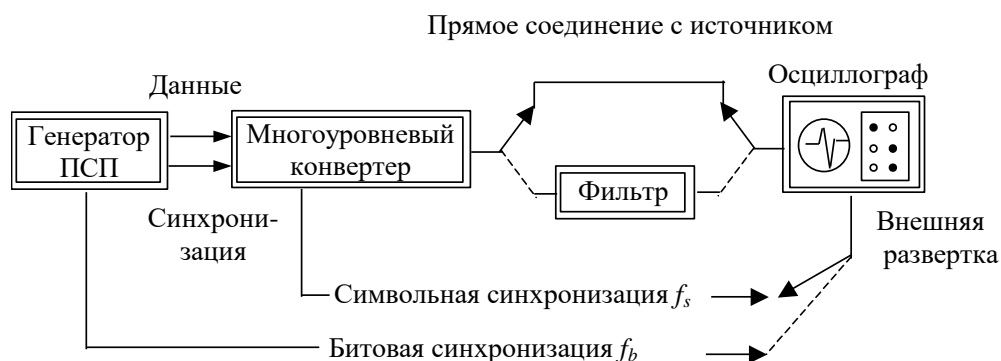 Прямое соединение с источником
Данные
Осциллограф
Генератор
ПСП
Многоуровневый
конвертер
Фильтр
Синхрони-
зация
Внешняя
развертка
Символьная синхронизация fs
Битовая синхронизация fb